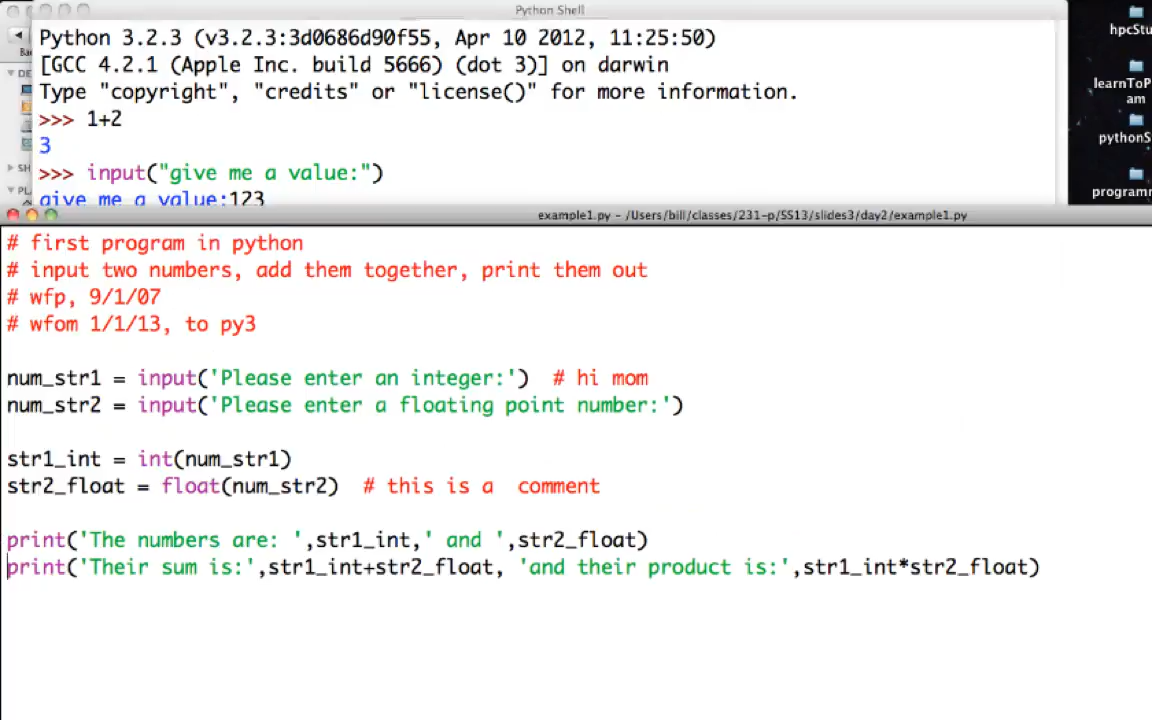 Python Shell
Python 3.2.3 (v3.2.3:3d0686d90f55, Apr 10 2012, 11:25:50)
[GCC 4.2.1 (Apple Inc. build 5666) (dot 3)] on darwin
Type "copyright", "credits" or "license()" for more information.
>>> 1+2
3
>>> input("give me a value:")
give me a value:123
hpcStu
learnToP
am
pythonS
programm
example1.py - /Users/bill/classes/231-p/SS13/slides3/day2/example1.py
# first program in python
# input two numbers, add them together, print them out
# wfp, 9/1/07
# wfom 1/1/13, to py3
num_str1 = input('Please enter an integer:')  # hi mom
num_str2 = input('Please enter a floating point number:')
str1_int = int(num_str1)
str2_float = float(num_str2)  # this is a  comment
print('The numbers are: ',str1_int,' and ',str2_float)
print('Their sum is:',str1_int+str2_float, 'and their product is:',str1_int*str2_float)